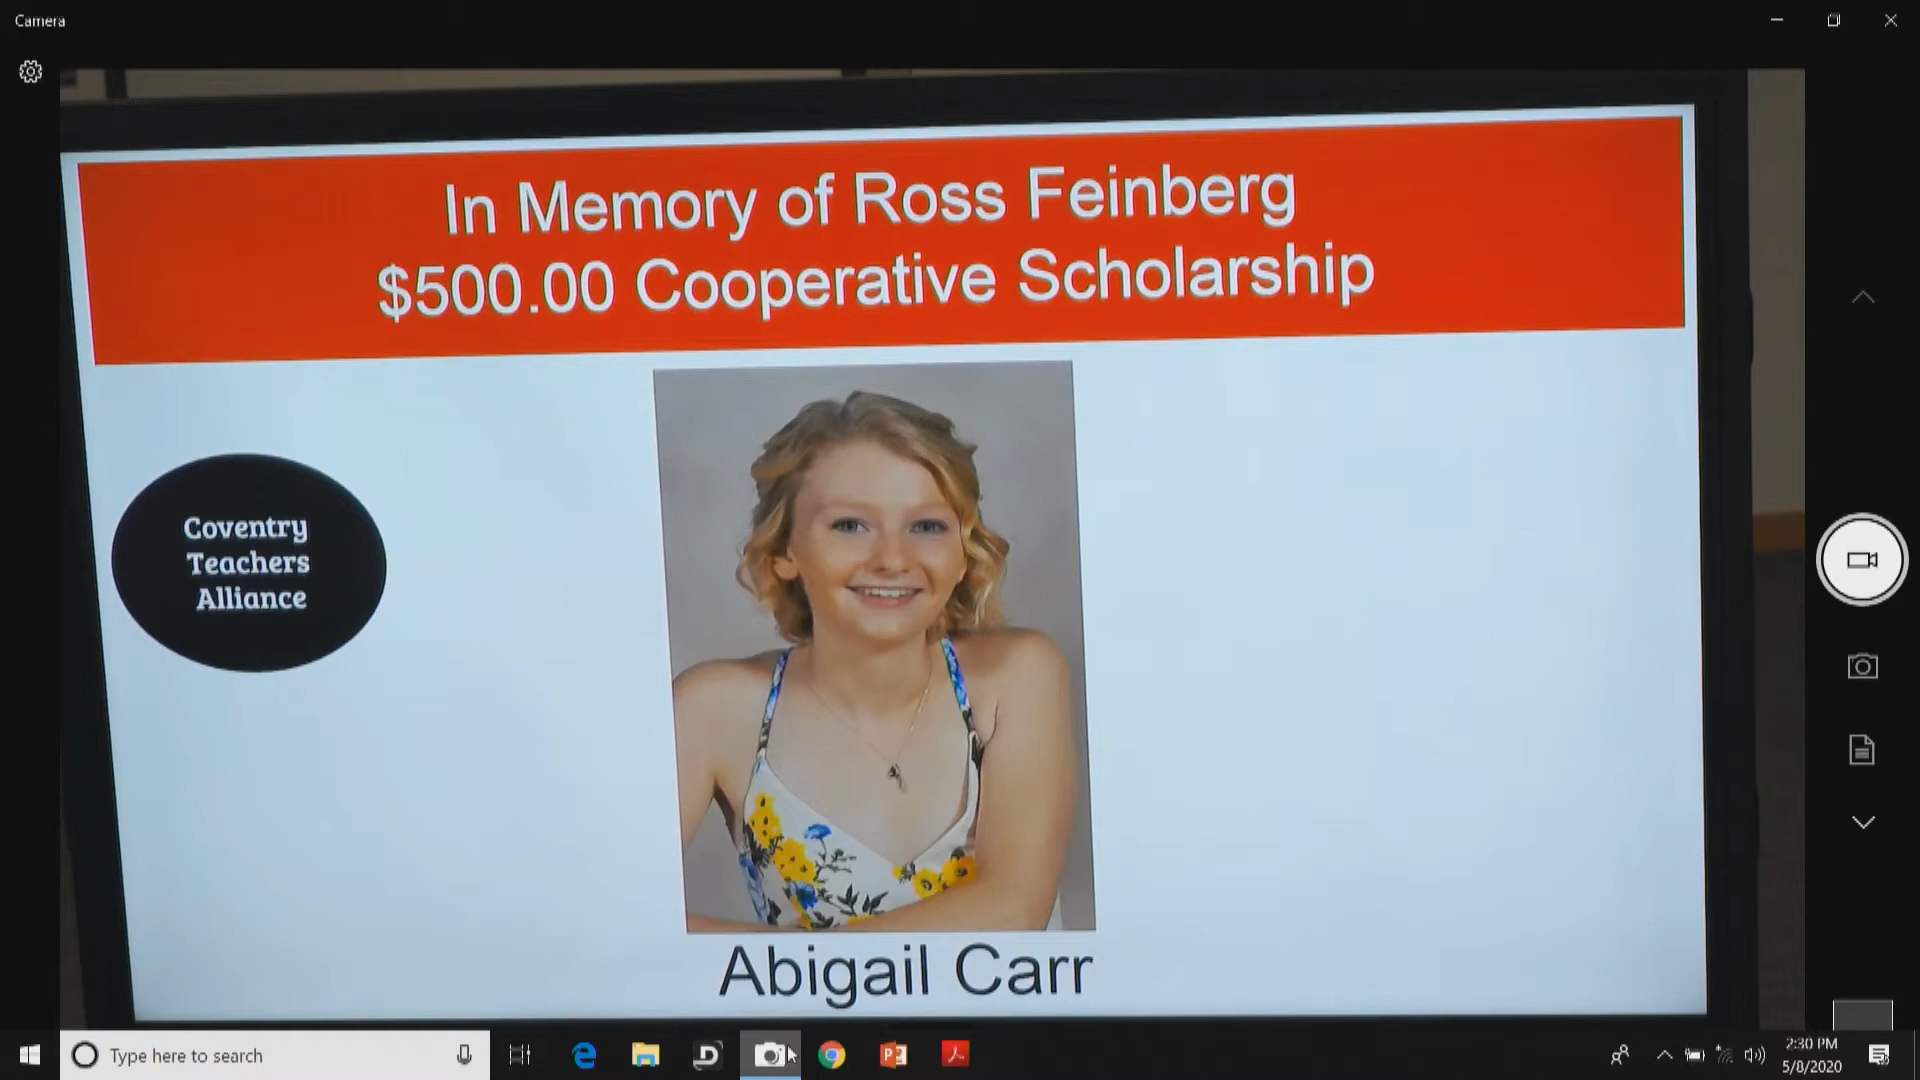 Camera
In Memory of Ross Feinberg
$500.00 Cooperative Scholarship
Coventry
Teachers
Alliance
Abigail Carr
Type here to search
2:30 PM
5/8/2020